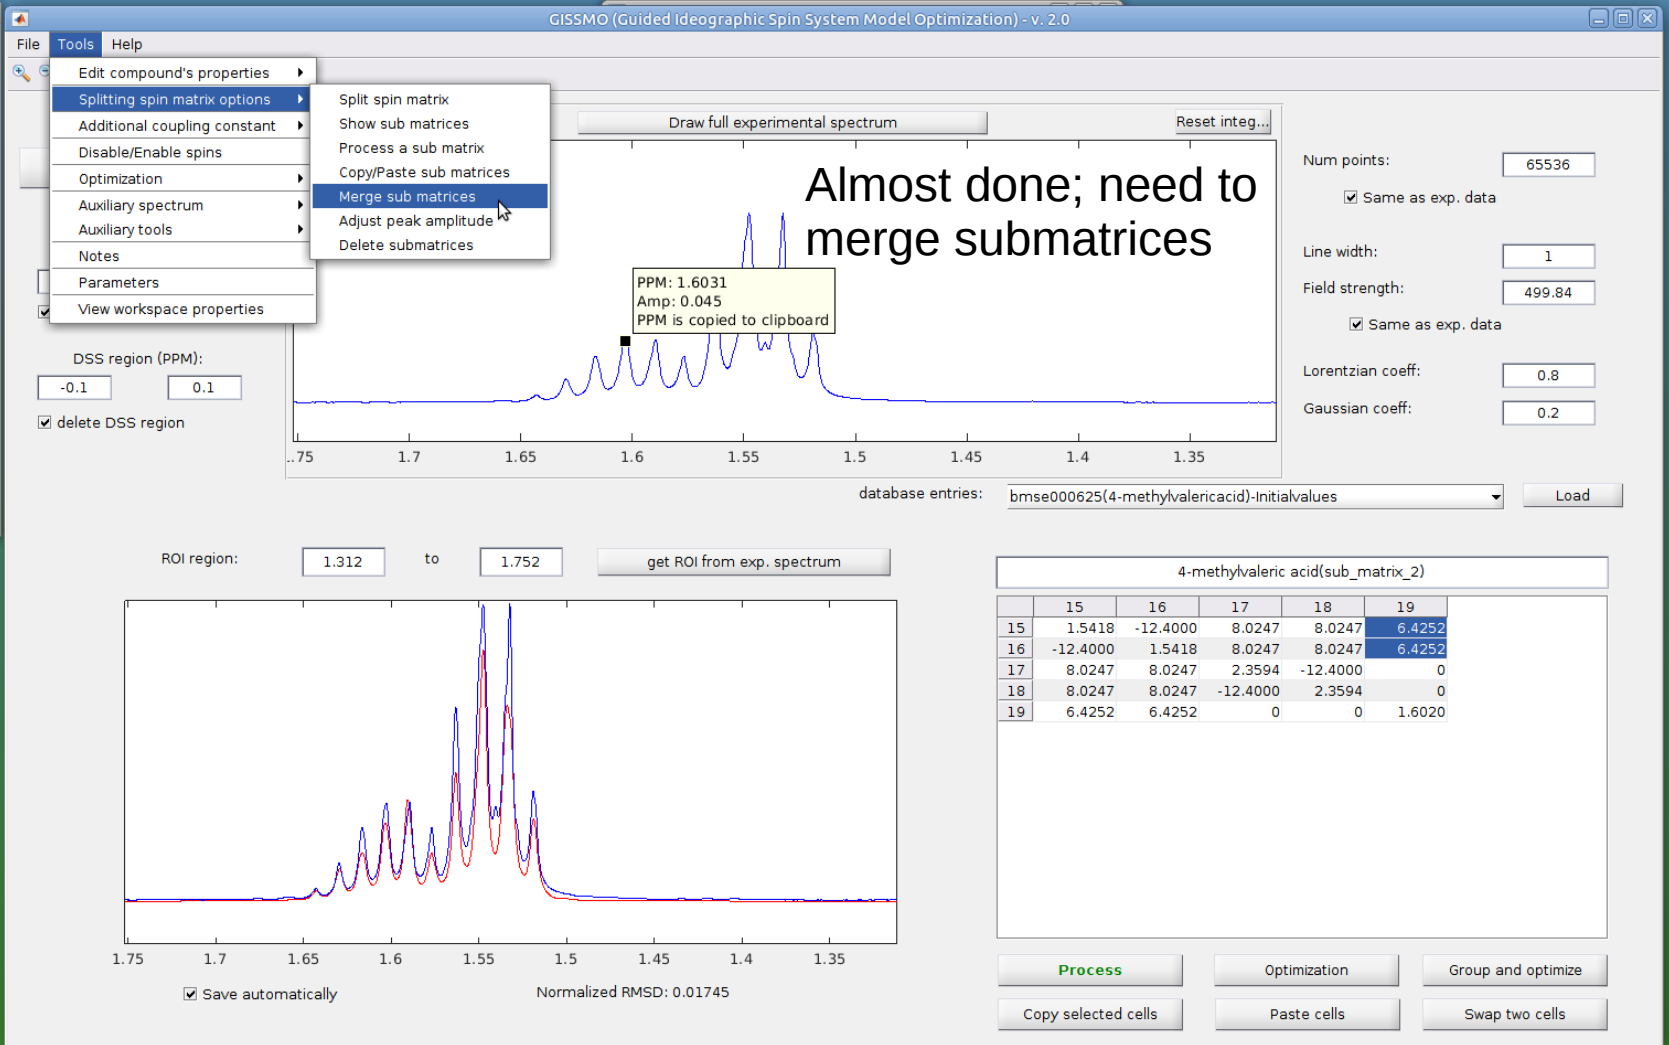 GISSMO (Guided Ideographic Spin System Model Optimization) - v. 2.0
File Tools Help
Edit compound's properties
Splitting spin matrix options
Additional coupling constant
Disable/Enable spins
Optimization
Auxiliary spectrum
Auxiliary tools
Notes
Parameters
View workspace properties
Split spin matrix
Show sub matrices
Process a sub matrix
Copy/Paste sub matrices
Merge sub matrices
Adjust peak amplitude
Delete submatrices
Draw full experimental spectrum
Reset integ...
Almost done; need to
merge submatrices
PPM: 1.6031
Amp: 0.045
PPM is copied to clipboard
..75 1.7 1.65 1.6 1.55 1.5 1.45 1.4 1.35
DSS region (PPM):
-0.1 0.1
delete DSS region
Num points: 65536
Same as exp. data
Line width: 1
Field strength: 499.84
Same as exp. data
Lorentzian coeff: 0.8
Gaussian coeff: 0.2
database entries: bmse000625(4-methylvalericacid)-Initialvalues Load
ROI region: 1.312 to 1.752 get ROI from exp. spectrum
1.75 1.7 1.65 1.6 1.55 1.5 1.45 1.4 1.35
Save automatically Normalized RMSD: 0.01745
4-methylvaleric acid(sub_matrix_2)
15 16 17 18 19
15 1.5418 -12.4000 8.0247 8.0247 6.4252
16 -12.4000 1.5418 8.0247 8.0247 6.4252
17 8.0247 8.0247 2.3594 -12.4000 0
18 8.0247 8.0247 -12.4000 2.3594 0
19 6.4252 6.4252 0 0 1.6020
Process Optimization Group and optimize
Copy selected cells Paste cells Swap two cells